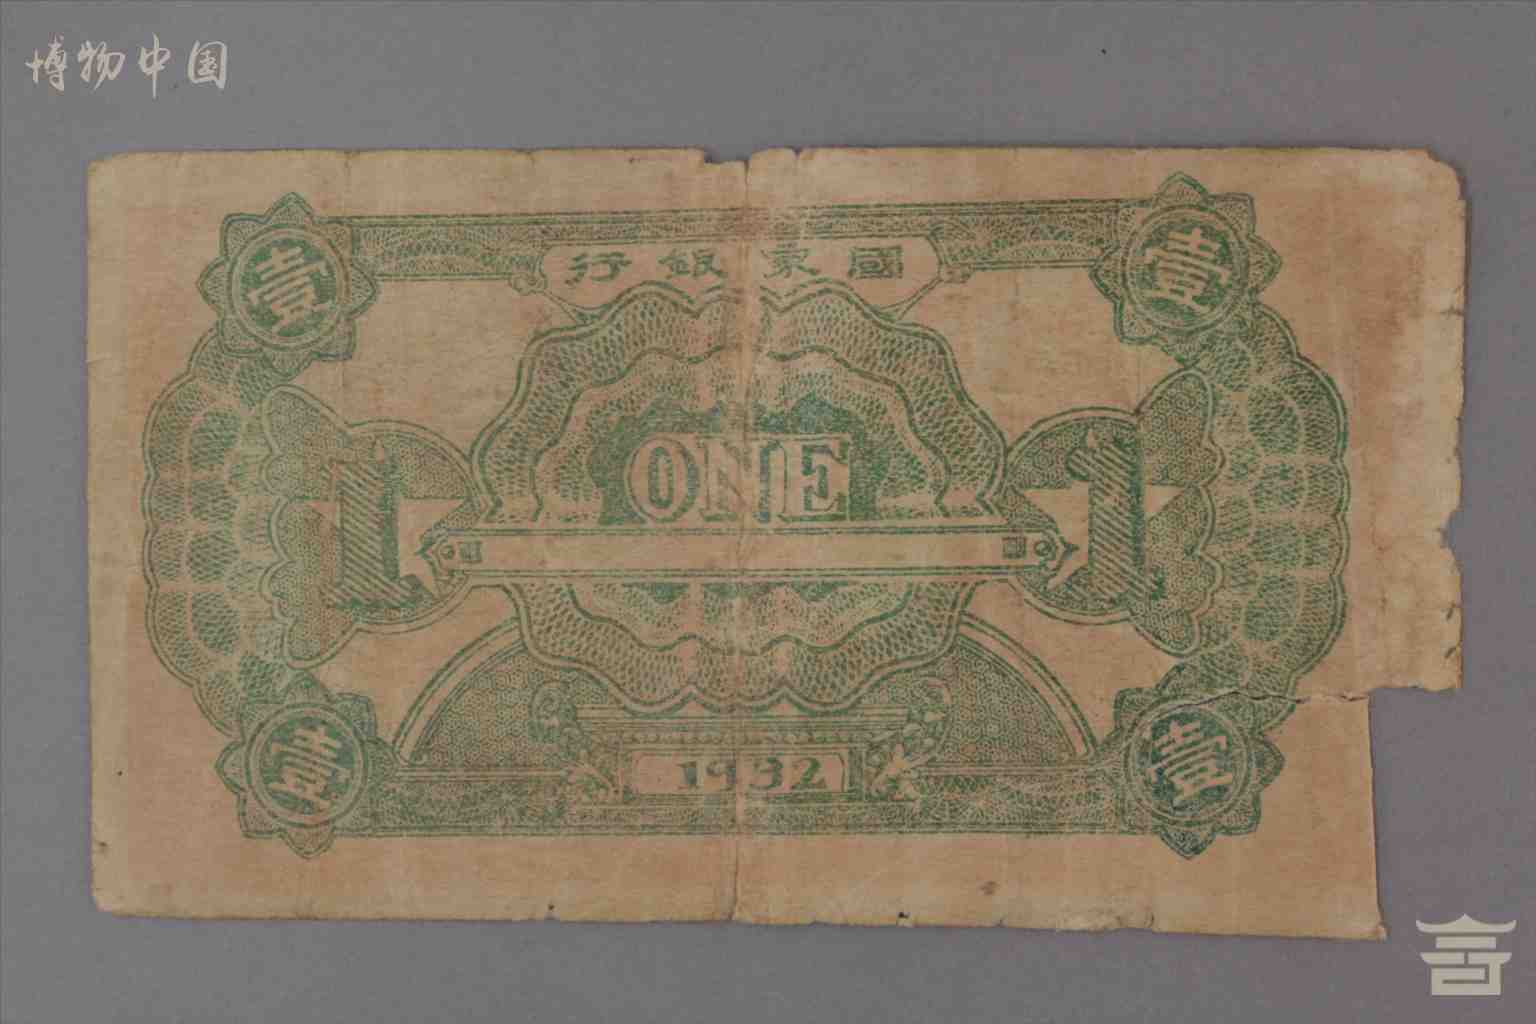 博物中国
行銀東國
壹 壹
ONE
1 1
壹 壹
1932